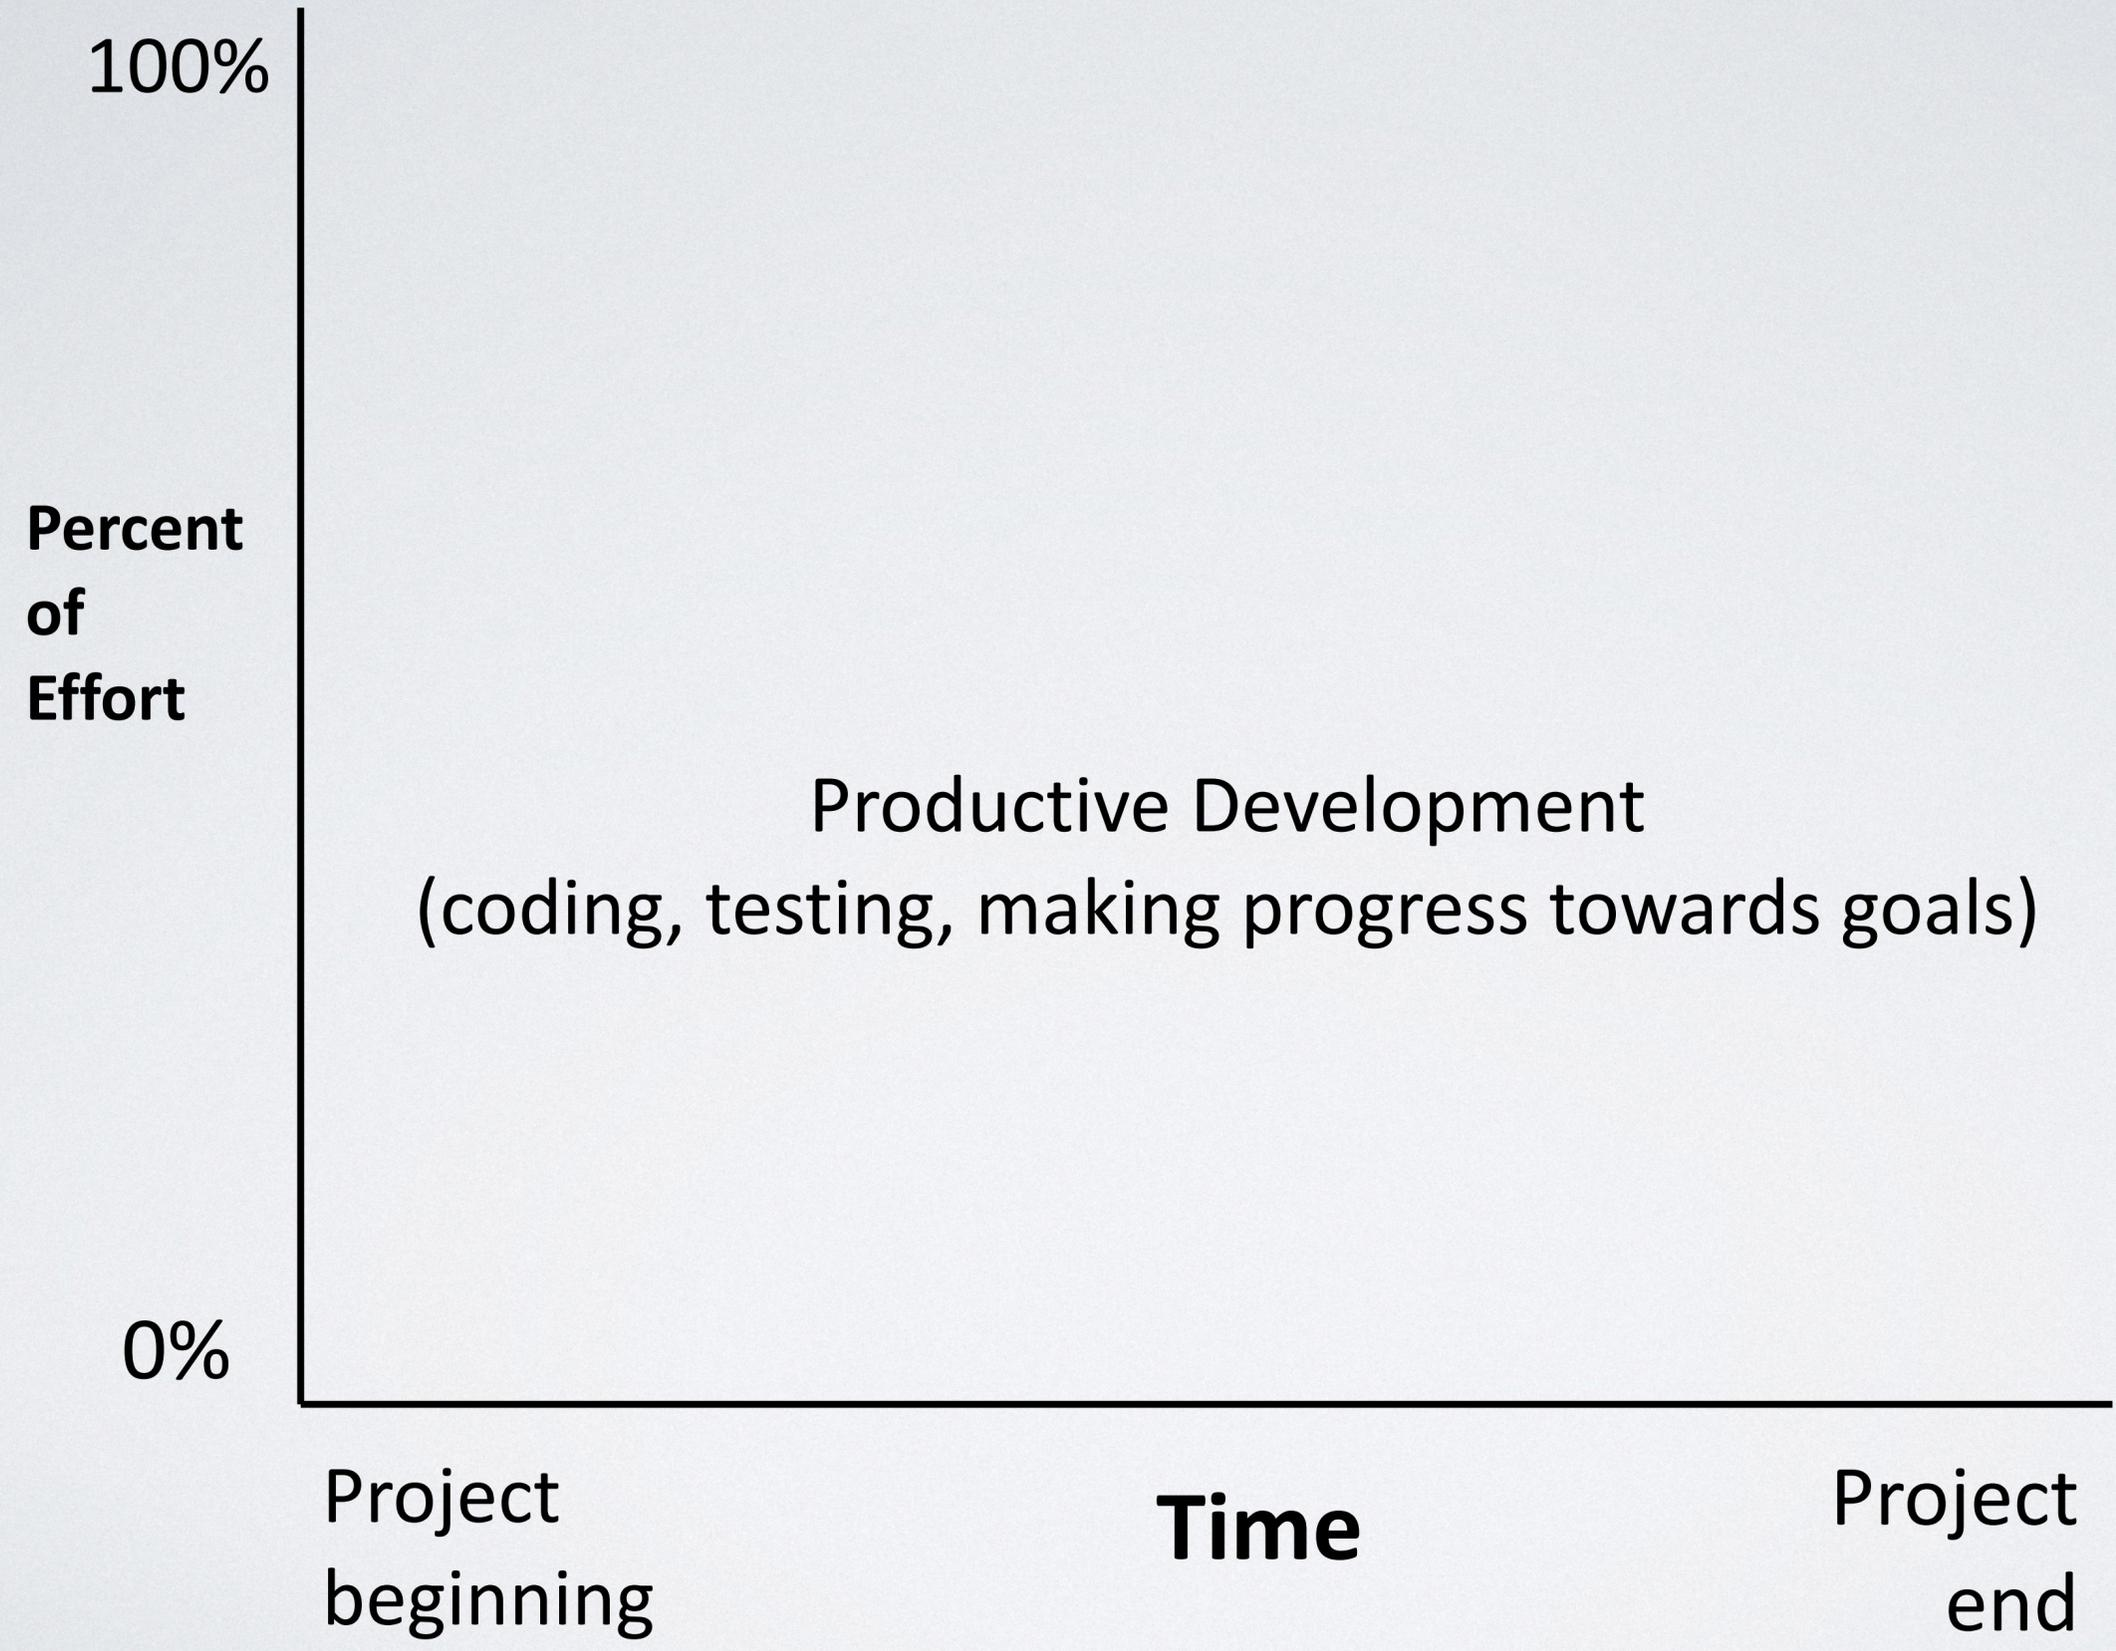 100%
Percent
of
Effort
Productive Development
(coding, testing, making progress towards goals)
0%
Project
beginning
Time
Project
end